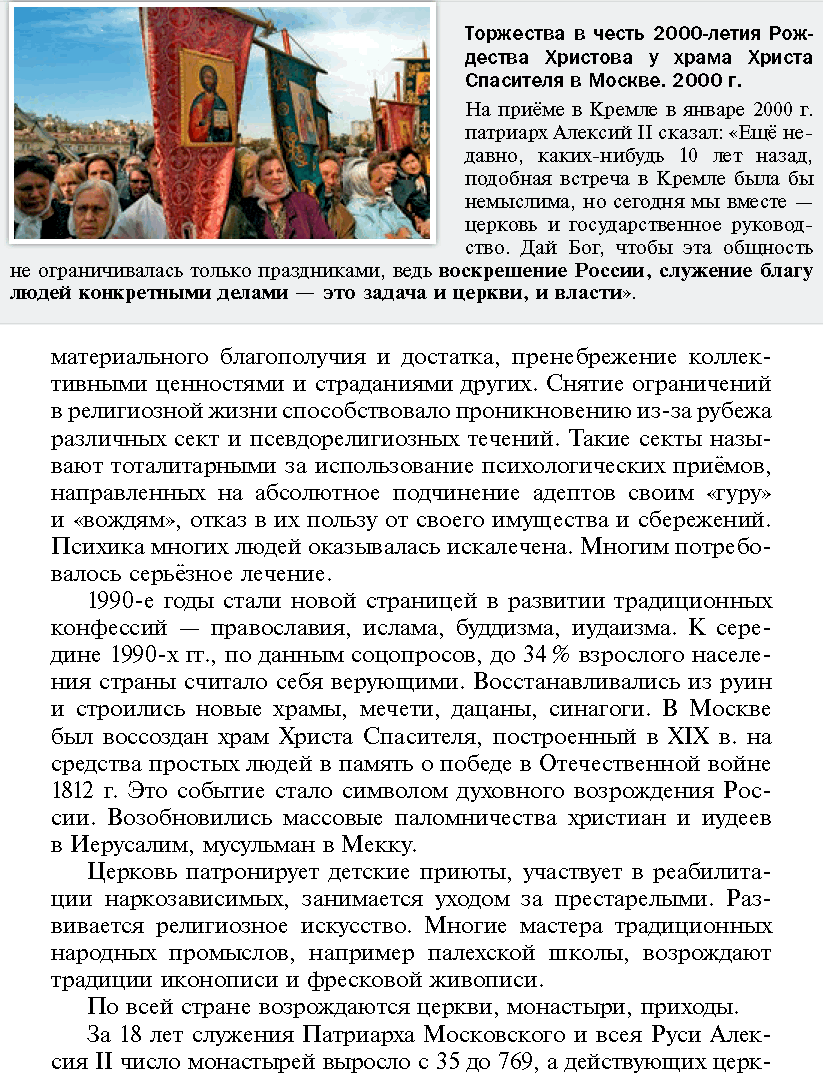 Торжества в честь 2000-летия Рож-
дества Христова у храма Христа
Спасителя в Москве. 2000 г.
На приёме в Кремле в январе 2000 г.
патриарх Алексий II сказал: «Ещё не-
давно, каких-нибудь 10 лет назад,
подобная встреча в Кремле была бы
немыслима, но сегодня мы вместе —
церковь и государственное руковод-
ство. Дай Бог, чтобы эта общность
не ограничивалась только праздниками, ведь воскрешение России, служение благу
людей конкретными делами — это задача и церкви, и власти».
материального благополучия и достатка, пренебрежение коллек-
тивными ценностями и страданиями других. Снятие ограничений
в религиозной жизни способствовало проникновению из-за рубежа
различных сект и псевдорелигиозных течений. Такие секты назы-
вают тоталитарными за использование психологических приёмов,
направленных на абсолютное подчинение адептов своим «гуру»
и «вождям», отказ в их пользу от своего имущества и сбережений.
Психика многих людей оказывалась искалечена. Многим потребо-
валось серьёзное лечение.
1990-е годы стали новой страницей в развитии традиционных
конфессий — православия, ислама, буддизма, иудаизма. К сере-
дине 1990-х гг., по данным соцопросов, до 34 % взрослого населе-
ния страны считало себя верующими. Восстанавливались из руин
и строились новые храмы, мечети, дацаны, синагоги. В Москве
был воссоздан храм Христа Спасителя, построенный в XIX в. на
средства простых людей в память о победе в Отечественной войне
1812 г. Это событие стало символом духовного возрождения Рос-
сии. Возобновились массовые паломничества христиан и иудеев
в Иерусалим, мусульман в Мекку.
Церковь патронирует детские приюты, участвует в реабилита-
ции наркозависимых, занимается уходом за престарелыми. Раз-
вивается религиозное искусство. Многие мастера традиционных
народных промыслов, например палехской школы, возрождают
традиции иконописи и фресковой живописи.
По всей стране возрождаются церкви, монастыри, приходы.
За 18 лет служения Патриарха Московского и всея Руси Алек-
сия II число монастырей выросло с 35 до 769, а действующих церк-